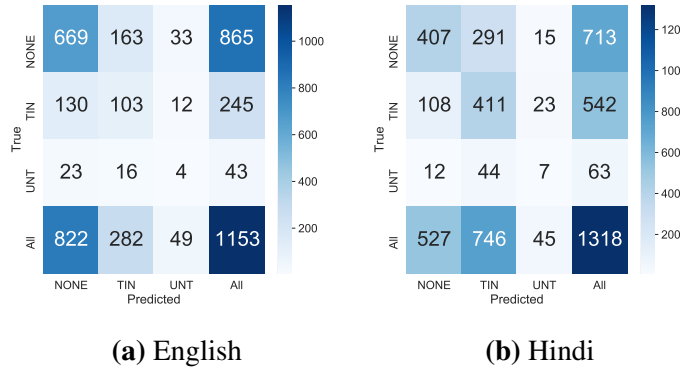 NONE 669 163 33 865
TIN 130 103 12 245
UNT 23 16 4 43
All 822 282 49 1153
NONE TIN UNT All
Predicted
True
1000
800
600
400
200
(a) English
NONE 407 291 15 713
TIN 108 411 23 542
UNT 12 44 7 63
All 527 746 45 1318
NONE TIN UNT All
Predicted
True
120
1000
800
600
400
200
(b) Hindi